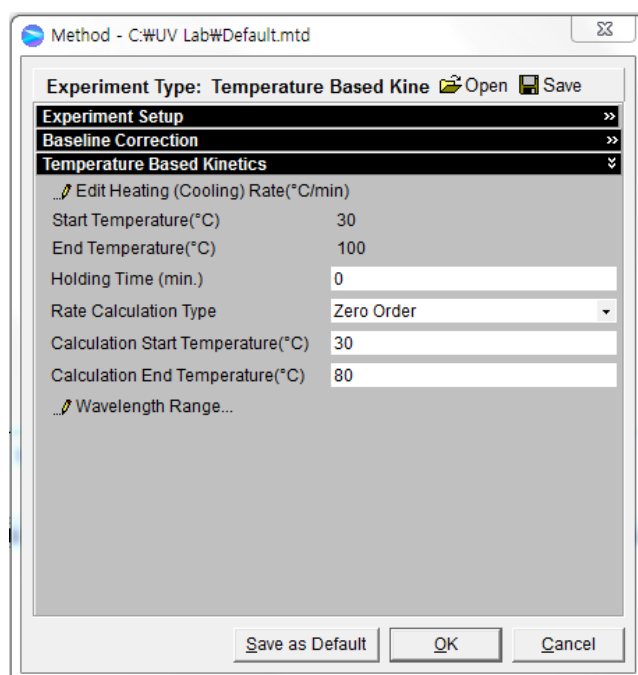 Method - C:₩UV Lab₩Default.mtd
Experiment Type: Temperature Based Kine Open Save
Experiment Setup »
Baseline Correction »
Temperature Based Kinetics
Edit Heating (Cooling) Rate(°C/min)
Start Temperature(°C) 30
End Temperature(°C) 100
Holding Time (min.) 0
Rate Calculation Type Zero Order
Calculation Start Temperature(°C) 30
Calculation End Temperature(°C) 80
Wavelength Range...
Save as Default OK Cancel